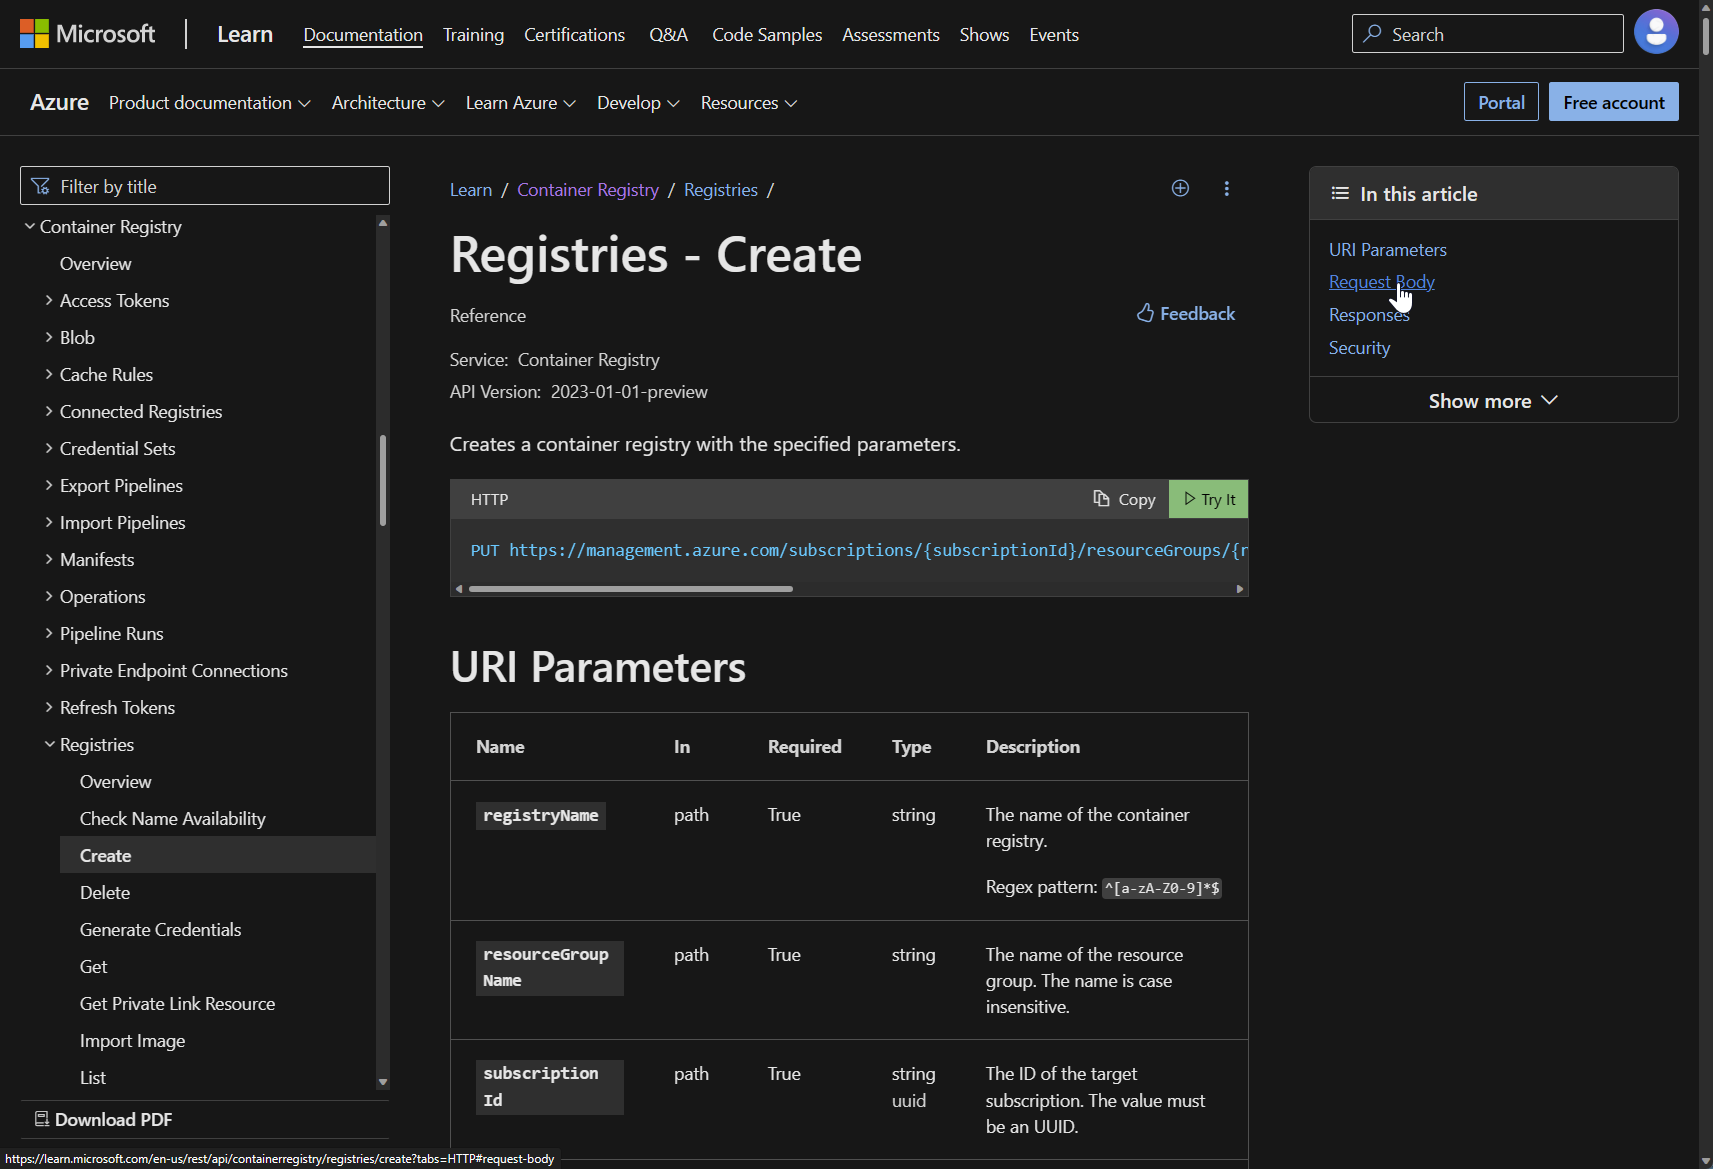 Microsoft
Learn
Documentation
Training
Certifications
Q&A
Code Samples
Assessments
Shows
Events
Search
Azure
Product documentation
Architecture
Learn Azure
Develop
Resources
Portal
Free account
Filter by title
Container Registry
Overview
Access Tokens
Blob
Cache Rules
Connected Registries
Credential Sets
Export Pipelines
Import Pipelines
Manifests
Operations
Pipeline Runs
Private Endpoint Connections
Refresh Tokens
Registries
Overview
Check Name Availability
Create
Delete
Generate Credentials
Get
Get Private Link Resource
Import Image
List
Download PDF
Learn / Container Registry / Registries /
Registries - Create
Reference
Feedback
Service: Container Registry
API Version: 2023-01-01-preview
Creates a container registry with the specified parameters.
HTTP
Copy
Try It
PUT https://management.azure.com/subscriptions/{subscriptionId}/resourceGroups/{r
URI Parameters
Name In Required Type Description
registryName path True string The name of the container
registry.
Regex pattern: ^[a-zA-Z0-9]*$
resourceGroup path True string The name of the resource
Name group. The name is case
insensitive.
subscription path True string The ID of the target
Id uuid subscription. The value must
be an UUID.
In this article
URI Parameters
Request Body
Responses
Security
Show more
https://learn.microsoft.com/en-us/rest/api/containerregistry/registries/create?tabs=HTTP#request-body